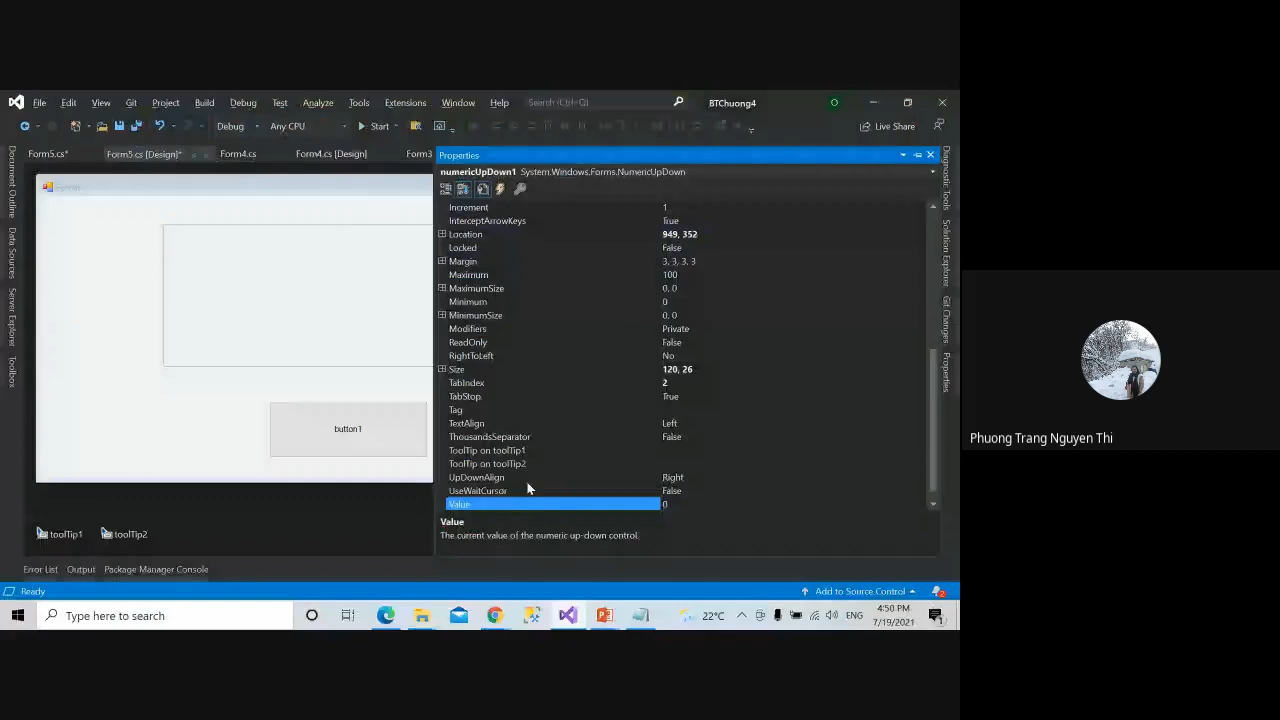 File Edit View Git Project Build Debug Test Analyze Tools Extensions Window Help Search (Ctrl+Q) BTChuong4
Debug Any CPU Start Live Share
Form5.cs* Form5.cs [Design]* Form4.cs Form4.cs [Design] Form3
Properties
numericUpDown1 System.Windows.Forms.NumericUpDown
Increment 1
InterceptArrowKeys True
Location 949, 352
Locked False
Margin 3, 3, 3, 3
Maximum 100
MaximumSize 0, 0
Minimum 0
MinimumSize 0, 0
Modifiers Private
ReadOnly False
RightToLeft No
Size 120, 26
TabIndex 2
TabStop True
Tag
TextAlign Left
ThousandsSeparator False
ToolTip on toolTip1
ToolTip on toolTip2
UpDownAlign Right
UseWaitCursor False
Value 0
Value
The current value of the numeric up-down control.
Document Outline
Data Sources
Server Explorer
Toolbox
button1
toolTip1 toolTip2
Diagnostic Tools
Solution Explorer
Git Changes
Properties
Error List Output Package Manager Console
Ready Add to Source Control 2
Type here to search 22°C ENG
4:50 PM
7/19/2021
1
Phuong Trang Nguyen Thi